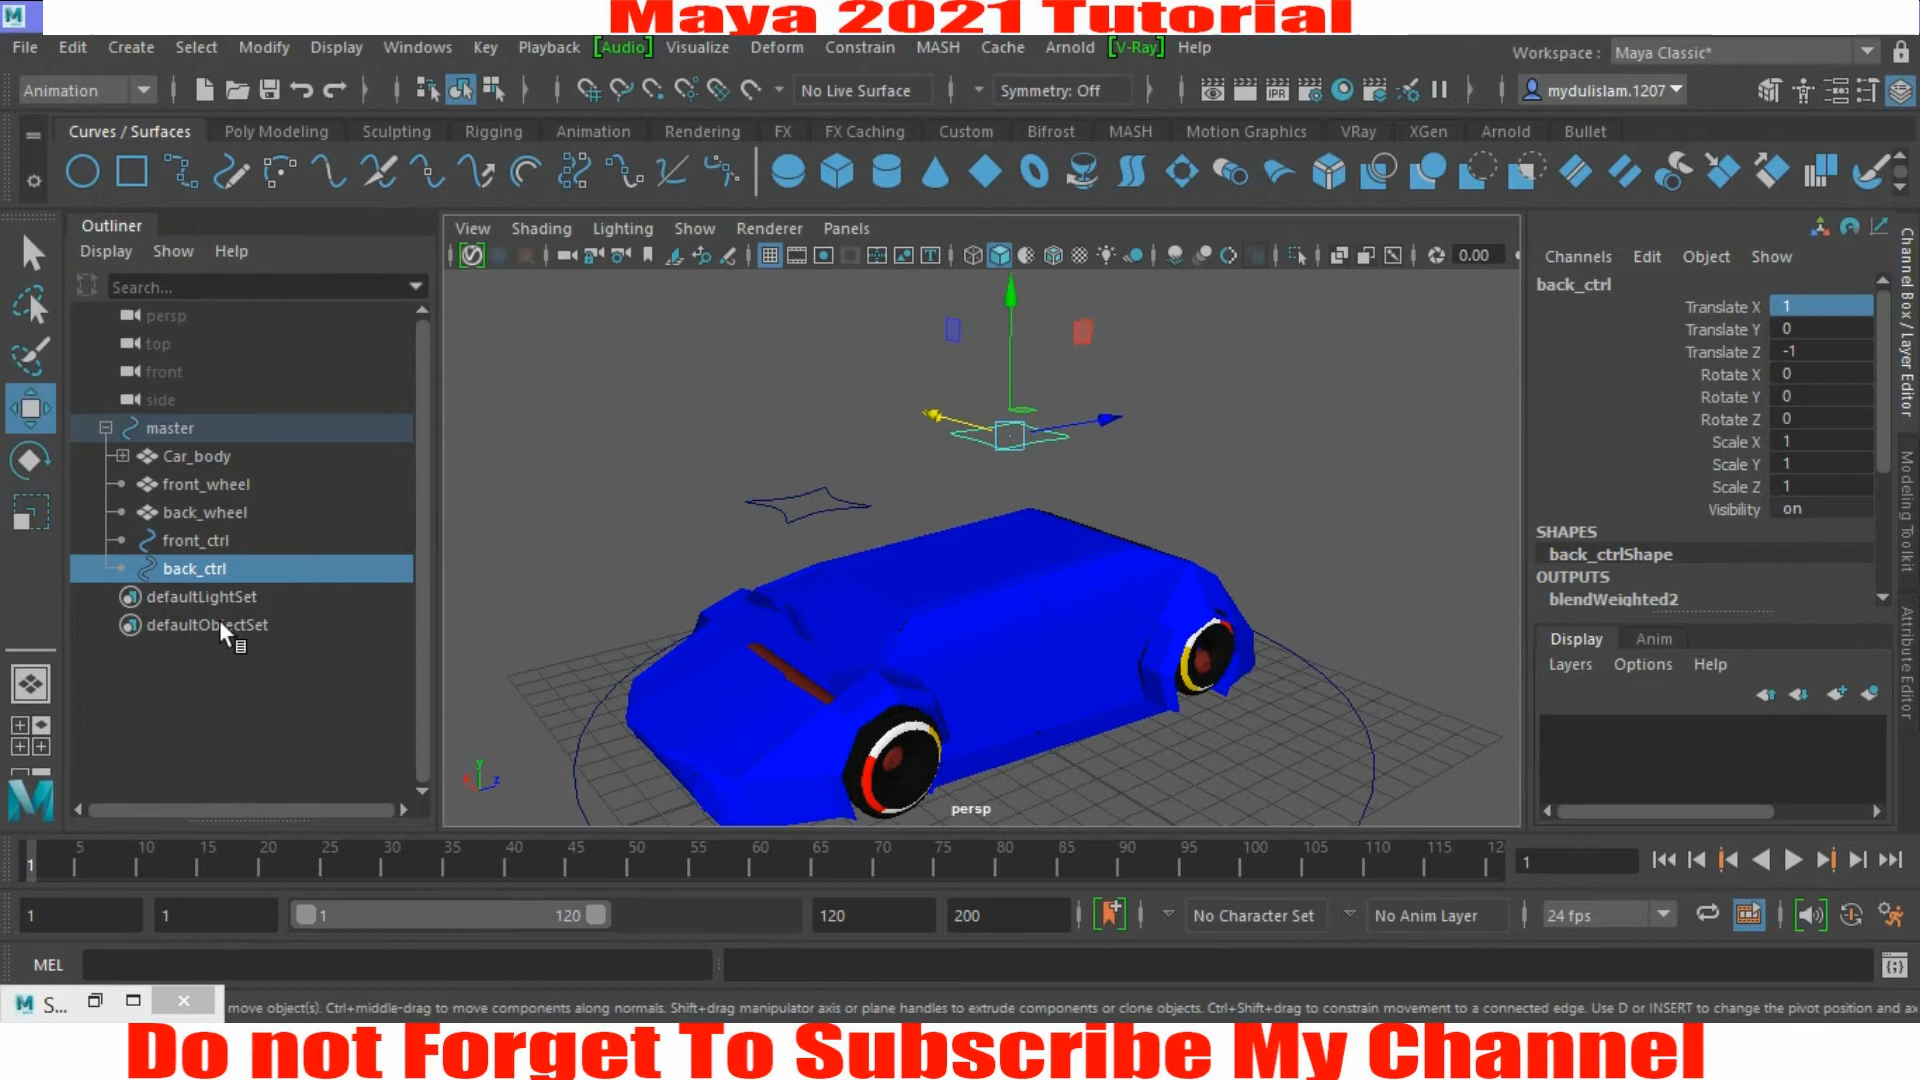 Maya 2021 Tutorial
File Edit Create Select Modify Display Windows Key Playback [Audio] Visualize Deform Constrain MASH Cache Arnold [V-Ray] Help Workspace : Maya Classic*
Animation No Live Surface Symmetry: Off mydulislam.1207
Curves / Surfaces Poly Modeling Sculpting Rigging Animation Rendering FX FX Caching Custom Bifrost MASH Motion Graphics VRay XGen Arnold Bullet
IPR
Outliner
Display Show Help
Search...
persp
top
front
side
master
Car_body
front_wheel
back_wheel
front_ctrl
back_ctrl
defaultLightSet
defaultObjectSet
View Shading Lighting Show Renderer Panels
0.00
persp
Channels Edit Object Show
back_ctrl
Translate X 1
Translate Y 0
Translate Z -1
Rotate X 0
Rotate Y 0
Rotate Z 0
Scale X 1
Scale Y 1
Scale Z 1
Visibility on
SHAPES
back_ctrlShape
OUTPUTS
blendWeighted2
Display Anim
Layers Options Help
Channel Box / Layer Editor
Modeling Toolkit
Attribute Editor
5 10 15 20 25 30 35 40 45 50 55 60 65 70 75 80 85 90 95 100 105 110 115 12
1 1
1 1 1 120 120 200 No Character Set No Anim Layer 24 fps
MEL
S... move object(s). Ctrl+middle-drag to move components along normals. Shift+drag manipulator axis or plane handles to extrude components or clone objects. Ctrl+Shift+drag to constrain movement to a connected edge. Use D or INSERT to change the pivot position and ax
Do not Forget To Subscribe My Channel